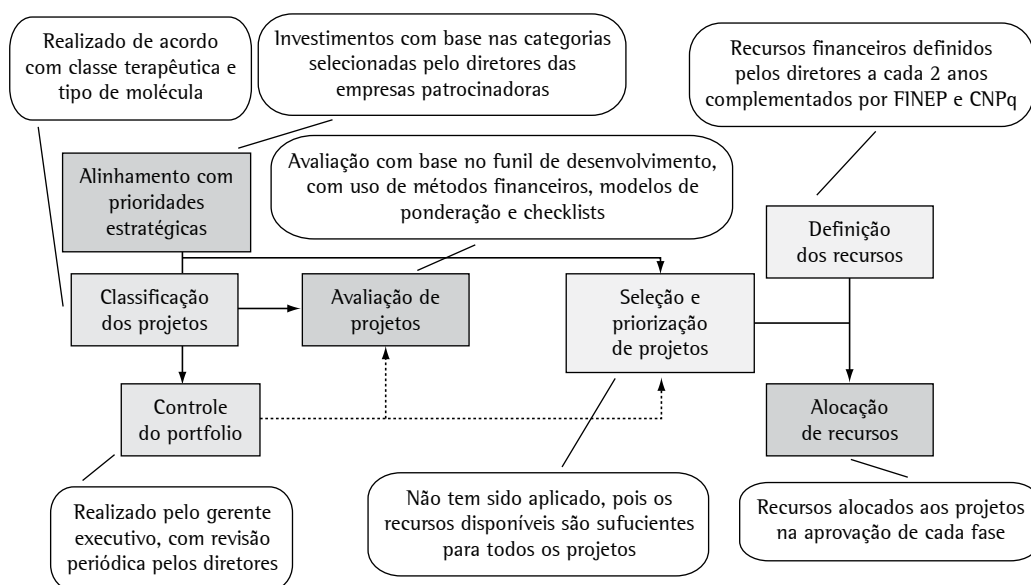 Realizado de acordo
com classe terapêutica e
tipo de molécula
Investimentos com base nas categorias
selecionadas pelo diretores das
empresas patrocinadoras
Recursos financeiros definidos
pelos diretores a cada 2 anos
complementados por FINEP e CNPq
Alinhamento com
prioridades
estratégicas
Avaliação com base no funil de desenvolvimento,
com uso de métodos financeiros, modelos de
ponderação e checklists
Definição
dos recursos
Classificação
dos projetos
Avaliação de
projetos
Seleção e
priorização
de projetos
Controle
do portfolio
Alocação
de recursos
Realizado pelo gerente
executivo, com revisão
periódica pelos diretores
Não tem sido aplicado, pois os
recursos disponíveis são sufucientes
para todos os projetos
Recursos alocados aos projetos
na aprovação de cada fase